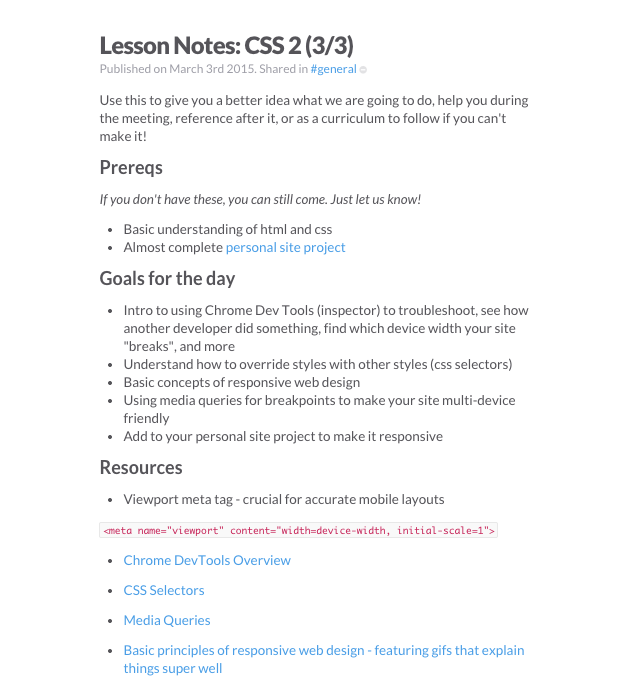 Lesson Notes: CSS 2 (3/3)
Published on March 3rd 2015. Shared in #general
Use this to give you a better idea what we are going to do, help you during
the meeting, reference after it, or as a curriculum to follow if you can't
make it!
Prereqs
If you don't have these, you can still come. Just let us know!
• Basic understanding of html and css
• Almost complete personal site project
Goals for the day
• Intro to using Chrome Dev Tools (inspector) to troubleshoot, see how
another developer did something, find which device width your site
"breaks", and more
• Understand how to override styles with other styles (css selectors)
• Basic concepts of responsive web design
• Using media queries for breakpoints to make your site multi-device
friendly
• Add to your personal site project to make it responsive
Resources
• Viewport meta tag - crucial for accurate mobile layouts
<meta name="viewport" content="width=device-width, initial-scale=1">
• Chrome DevTools Overview
• CSS Selectors
• Media Queries
• Basic principles of responsive web design - featuring gifs that explain
things super well